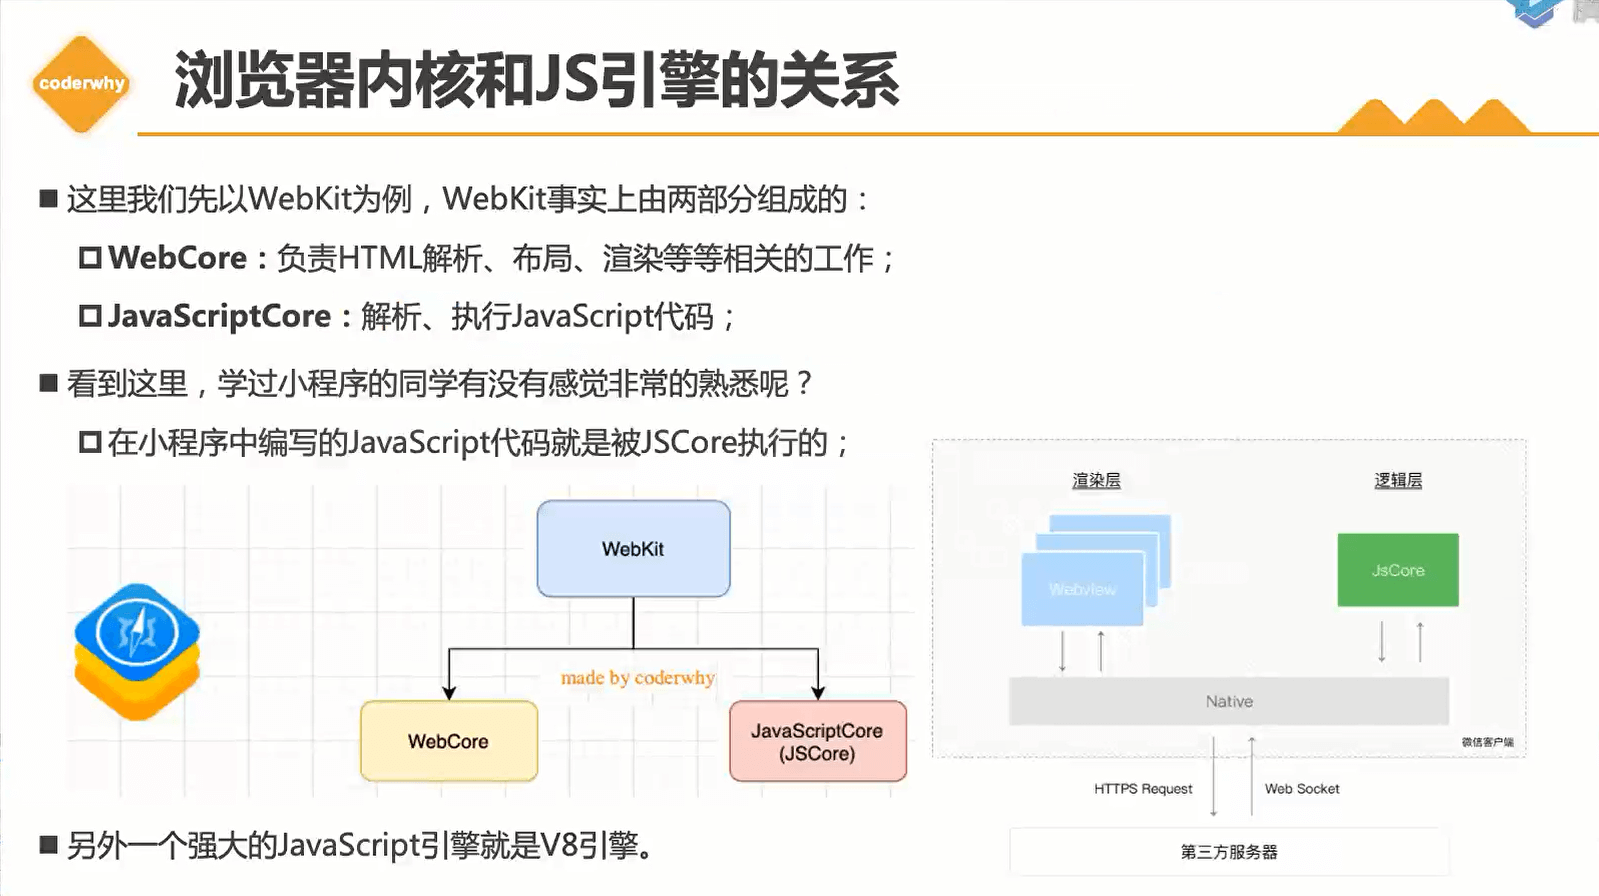 coderwhy
浏览器内核和JS引擎的关系
这里我们先以WebKit为例，WebKit事实上由两部分组成的：
WebCore：负责HTML解析、布局、渲染等等相关的工作；
JavaScriptCore：解析、执行JavaScript代码；
看到这里，学过小程序的同学有没有感觉非常的熟悉呢？
在小程序中编写的JavaScript代码就是被JSCore执行的；
WebKit
made by coderwhy
WebCore
JavaScriptCore
(JSCore)
渲染层
逻辑层
Webview
JsCore
Native
微信客户端
HTTPS Request
Web Socket
第三方服务器
另外一个强大的JavaScript引擎就是V8引擎。